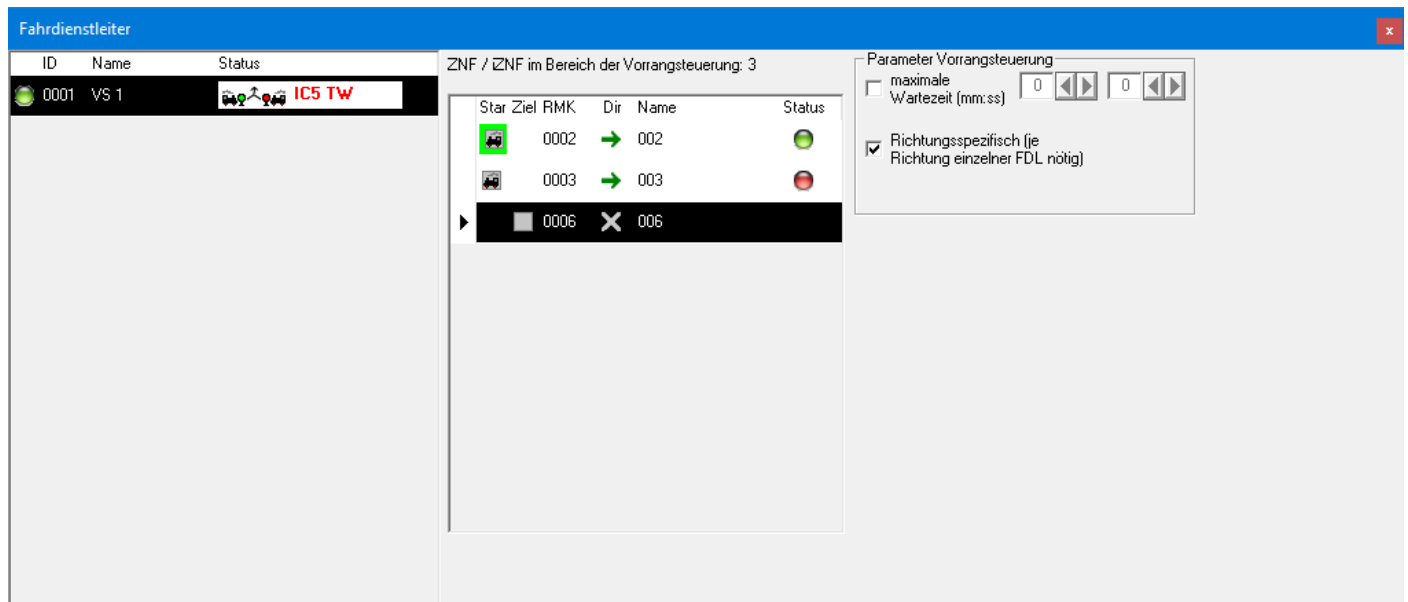 Fahrdienstleiter
x
ID Name Status
0001 VS 1 IC5 TW
ZNF / iZNF im Bereich der Vorrangsteuerung: 3
Star Ziel RMK Dir Name Status
0002 002
0003 003
0006 006
Parameter Vorrangsteuerung
maximale
Wartezeit (mm:ss) 0 0
Richtungsspezifisch (je
Richtung einzelner FDL nötig)